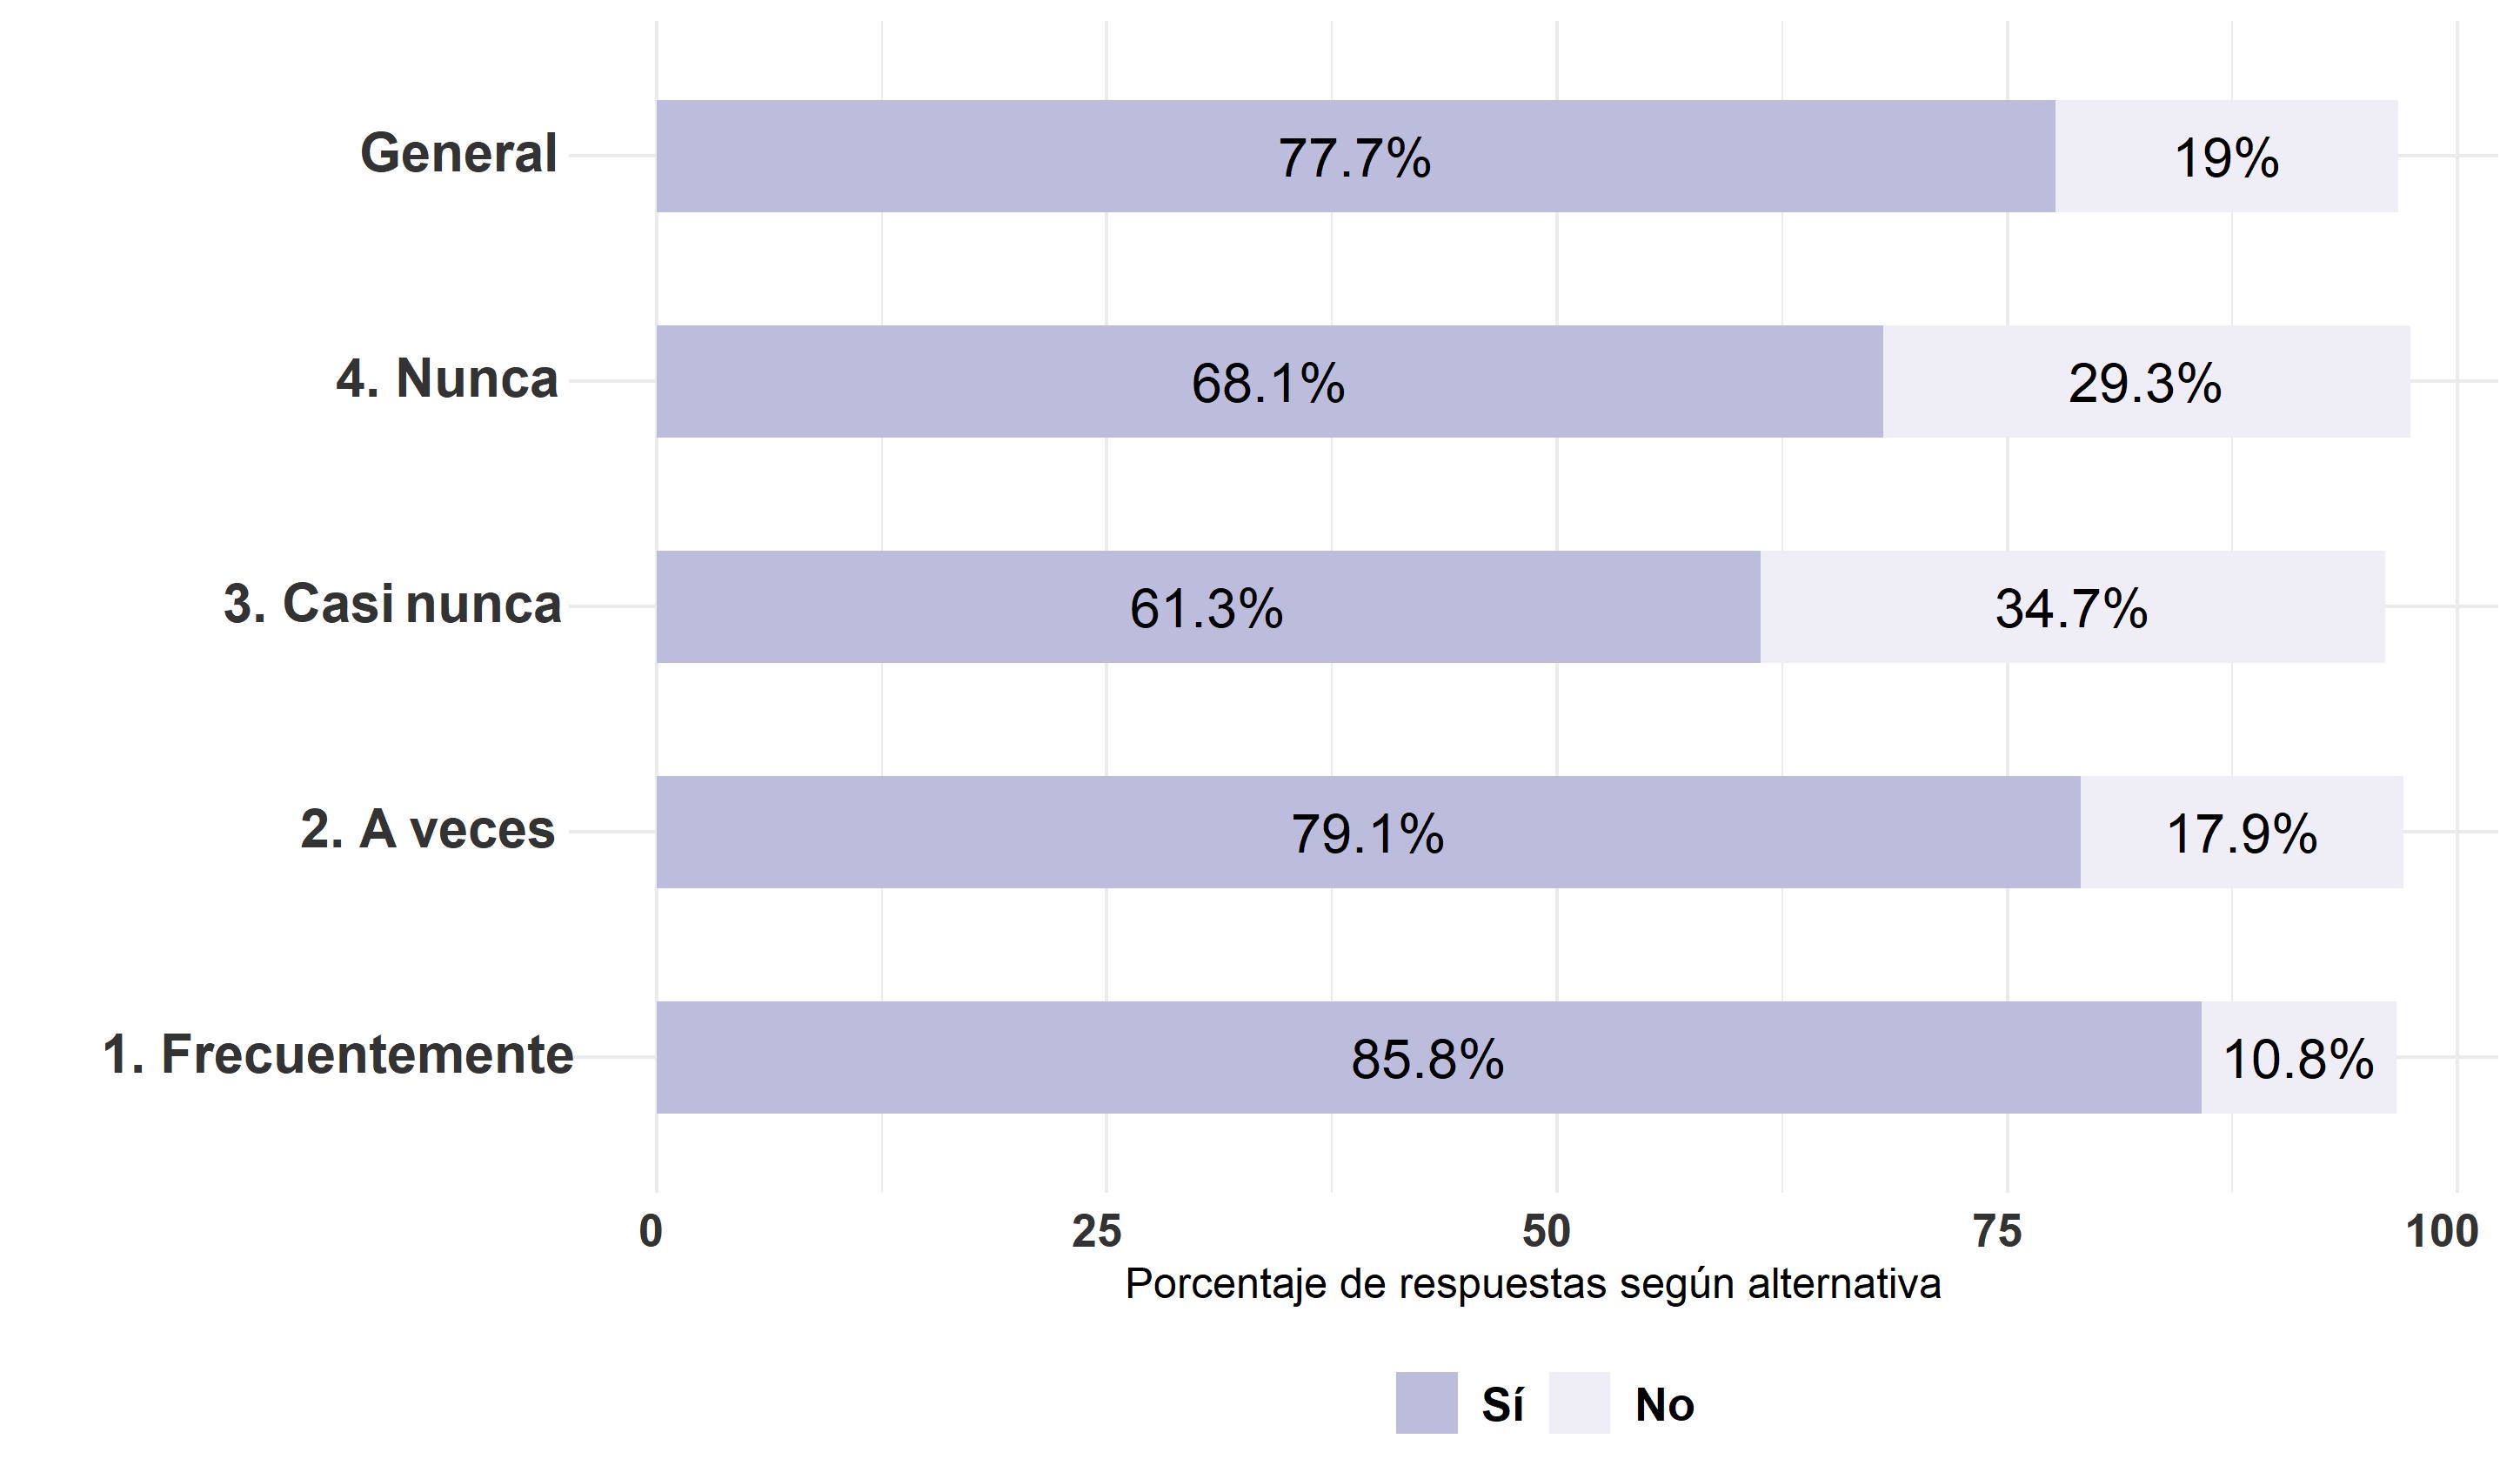 General
77.7%
19%
4. Nunca
68.1%
29.3%
3. Casi nunca
61.3%
34.7%
2. A veces
79.1%
17.9%
1. Frecuentemente
85.8%
10.8%
0
25
50
75
100
Porcentaje de respuestas según alternativa
Sí
No